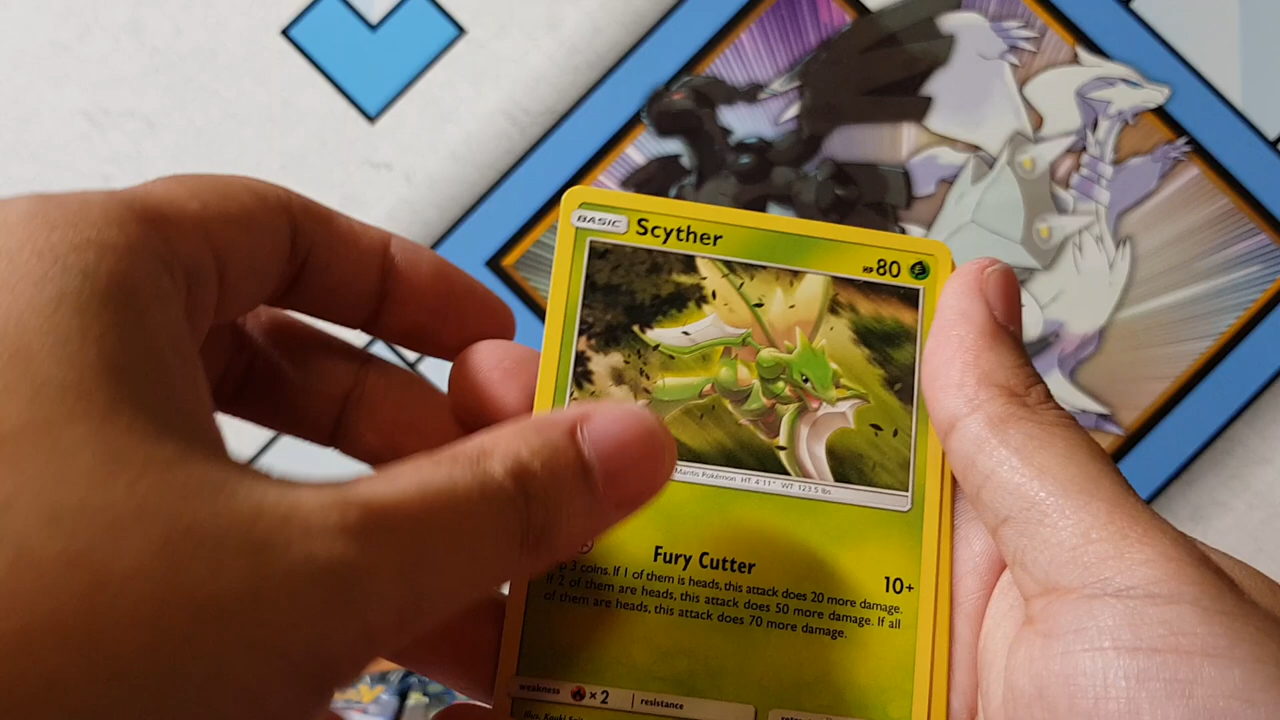 BASIC Scyther HP 80
Mantis Pokémon HT: 4'11" WT: 123.5 lbs.
Fury Cutter 10+
3 coins. If 1 of them is heads, this attack does 20 more damage.
If 2 of them are heads, this attack does 50 more damage. If all
of them are heads, this attack does 70 more damage.
weakness ×2 resistance